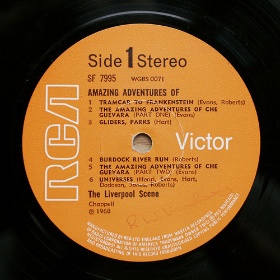 Side 1 Stereo
SF 7995 WGBS 0071
AMAZING ADVENTURES OF
1 TRAMCAR TO FRANKENSTEIN (Evans, Roberts)
2 THE AMAZING ADVENTURES OF CHE
GUEVARA (PART ONE) (Evans)
3 GLIDERS, PARKS (Hart)
RCA Victor
4 BURDOCK RIVER RUN (Roberts)
5 THE AMAZING ADVENTURES OF CHE
GUEVARA (PART TWO) (Evans)
6 UNIVERSES (Henri, Evans, Hart,
Dodson, Roberts)
The Liverpool Scene
Chappell
℗ 1968